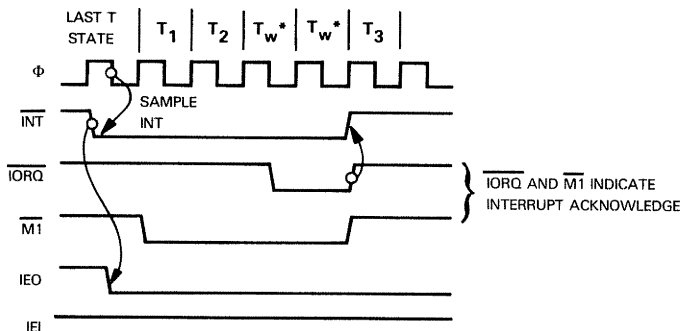 LAST T
STATE
T1 T2 Tw* Tw* T3
Φ
SAMPLE
INT
INT
IORQ
IORQ AND M1 INDICATE
INTERRUPT ACKNOWLEDGE
M1
IEO
IEI